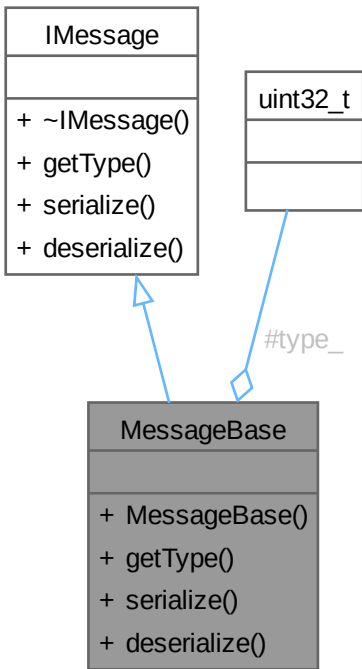 IMessage
+ ~IMessage()
+ getType()
+ serialize()
+ deserialize()
uint32_t
#type_
MessageBase
+ MessageBase()
+ getType()
+ serialize()
+ deserialize()